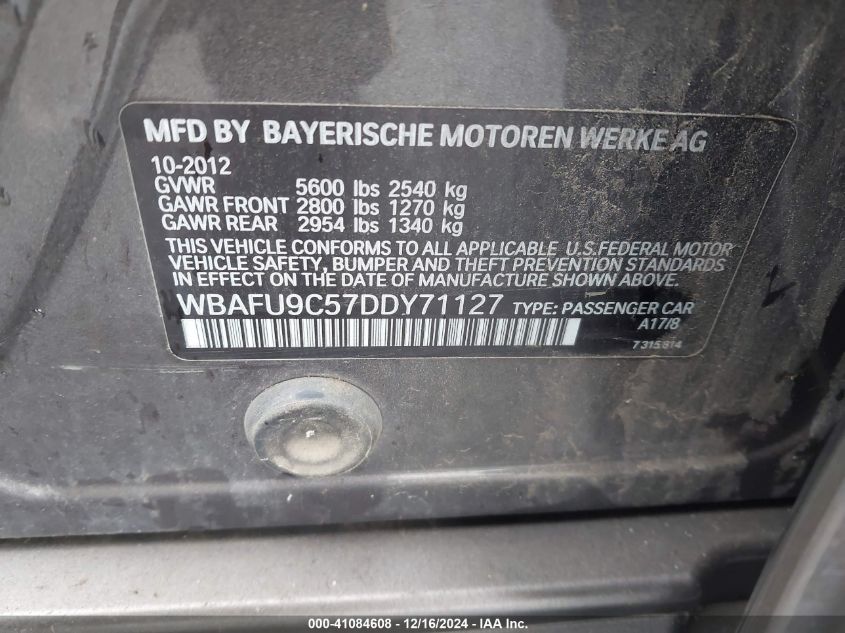 MFD BY BAYERISCHE MOTOREN WERKE AG
10-2012
GVWR 5600 lbs 2540 kg
GAWR FRONT 2800 lbs 1270 kg
GAWR REAR 2954 lbs 1340 kg
THIS VEHICLE CONFORMS TO ALL APPLICABLE U.S.FEDERAL MOTOR
VEHICLE SAFETY, BUMPER AND THEFT PREVENTION STANDARDS
IN EFFECT ON THE DATE OF MANUFACTURE SHOWN ABOVE.
WBAFU9C57DDY71127 TYPE: PASSENGER CAR
A17/8
7 315 814
000-41084608 - 12/16/2024 - IAA Inc.